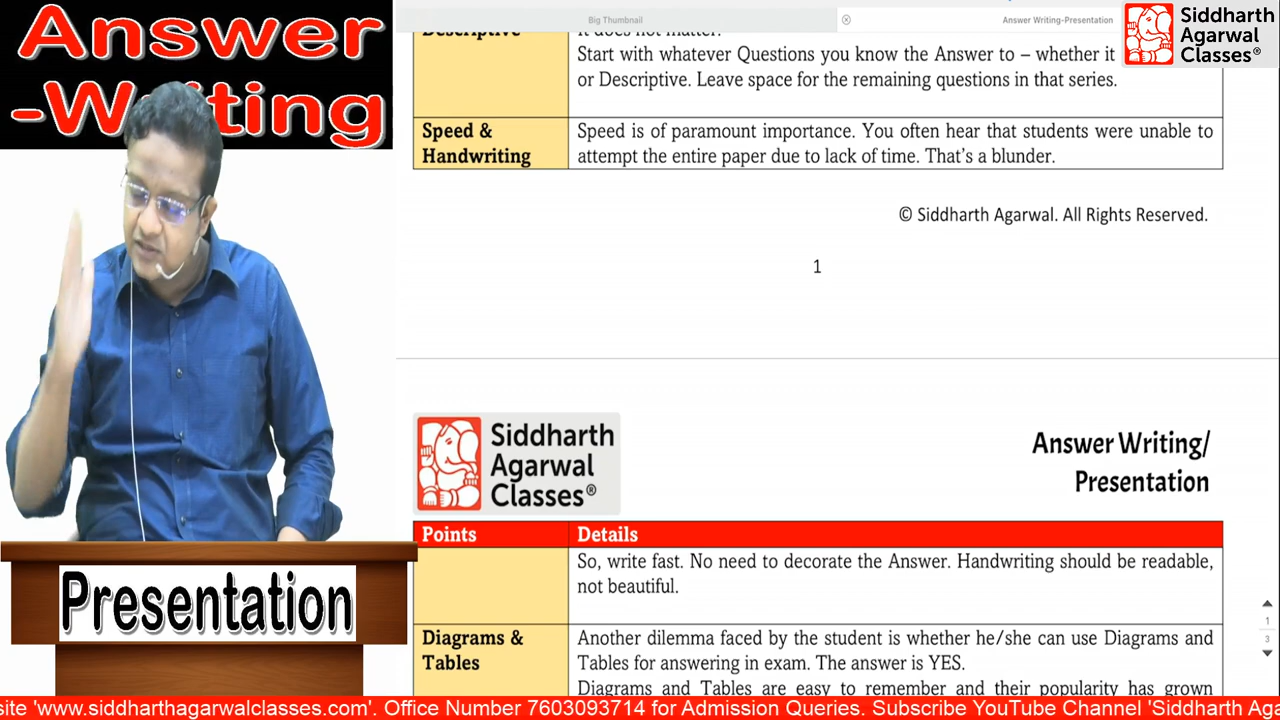 Answer
-Writing
Big Thumbnail
Answer Writing-Presentation
Siddharth
Agarwal
Classes®
Descriptive
It does not matter.
Start with whatever Questions you know the Answer to – whether it
or Descriptive. Leave space for the remaining questions in that series.
Speed &
Handwriting
Speed is of paramount importance. You often hear that students were unable to
attempt the entire paper due to lack of time. That's a blunder.
© Siddharth Agarwal. All Rights Reserved.
1
Siddharth
Agarwal
Classes®
Answer Writing/
Presentation
Points
Details
So, write fast. No need to decorate the Answer. Handwriting should be readable,
not beautiful.
Diagrams &
Tables
Another dilemma faced by the student is whether he/she can use Diagrams and
Tables for answering in exam. The answer is YES.
Diagrams and Tables are easy to remember and their popularity has grown
1
3
Presentation
site 'www.siddharthagarwalclasses.com'. Office Number 7603093714 for Admission Queries. Subscribe YouTube Channel 'Siddharth Aga